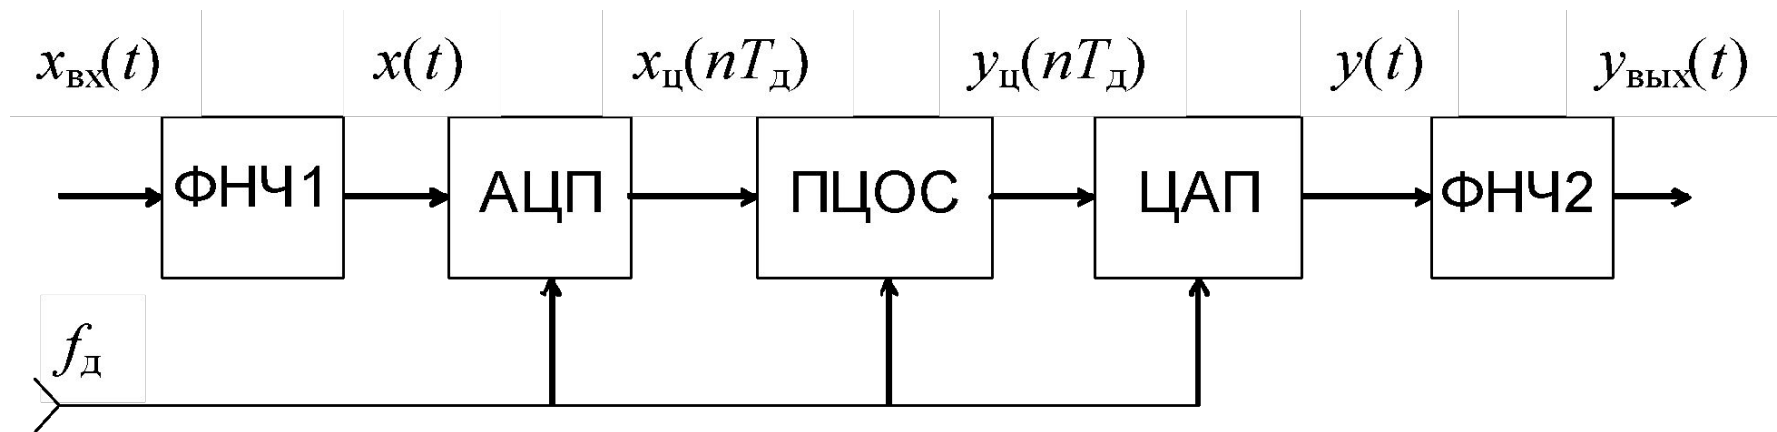 xвх(t) x(t) xц(nTд) yц(nTд) y(t) yвых(t)
ФНЧ1 АЦП ПЦОС ЦАП ФНЧ2
fд